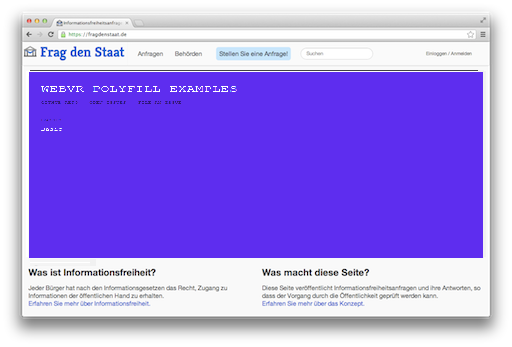 Informationsfreiheitsanfrag
https://fragdenstaat.de
Frag den Staat
Anfragen
Behörden
Stellen Sie eine Anfrage!
Suchen
Einloggen / Anmelden
WEBVR POLYFILL EXAMPLES
Was ist Informationsfreiheit?
Jeder Bürger hat nach den Informationsgesetzen das Recht, Zugang zu
Informationen der öffentlichen Hand zu erhalten.
Erfahren Sie mehr über Informationsfreiheit.
Was macht diese Seite?
Diese Seite veröffentlicht Informationsfreiheitsanfragen und ihre Antworten, so
dass der Vorgang durch die Öffentlichkeit geprüft werden kann.
Erfahren Sie mehr über das Konzept.